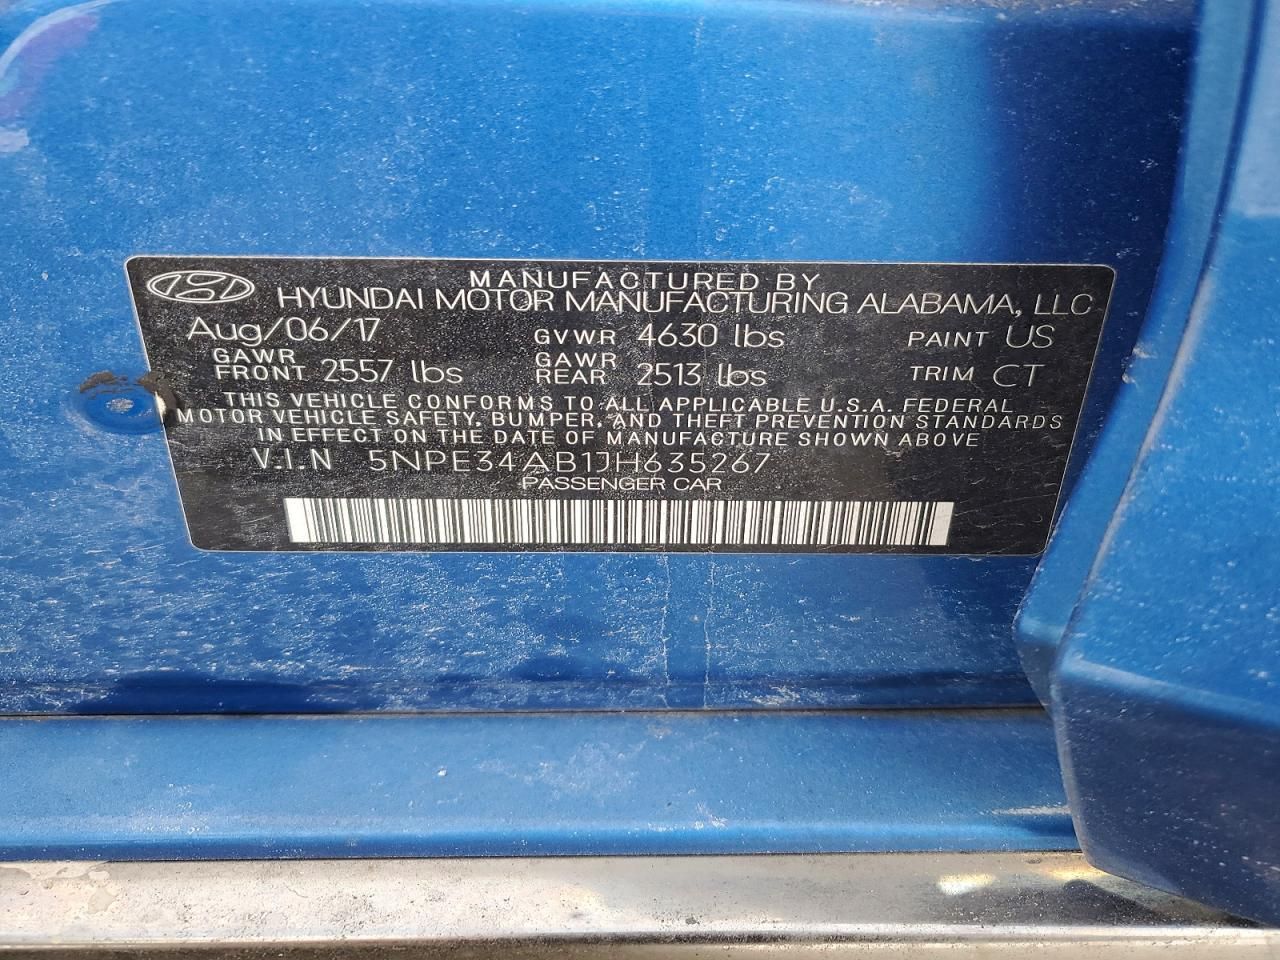 MANUFACTURED BY
HYUNDAI MOTOR MANUFACTURING ALABAMA, LLC
Aug/06/17 GVWR 4630 lbs PAINT US
GAWR FRONT 2557 lbs GAWR REAR 2513 lbs TRIM CT
THIS VEHICLE CONFORMS TO ALL APPLICABLE U.S.A. FEDERAL
MOTOR VEHICLE SAFETY, BUMPER, AND THEFT PREVENTION STANDARDS
IN EFFECT ON THE DATE OF MANUFACTURE SHOWN ABOVE
V.I.N 5NPE34AB1JH635267
PASSENGER CAR